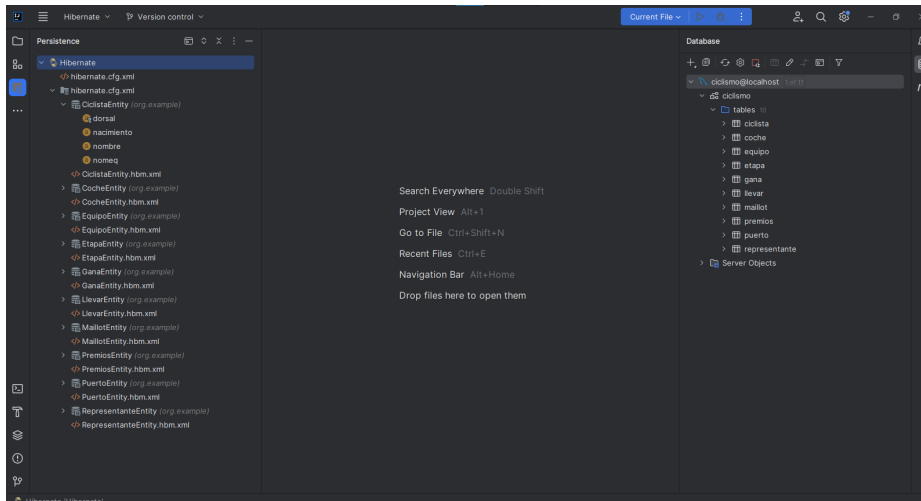 Hibernate
Version control
Current File
Persistence
Hibernate
hibernate.cfg.xml
hibernate.cfg.xml
CiclistaEntity (org.example)
dorsal
nacimiento
nombre
nomeq
CiclistaEntity.hbm.xml
CocheEntity (org.example)
CocheEntity.hbm.xml
EquipoEntity (org.example)
EquipoEntity.hbm.xml
EtapaEntity (org.example)
EtapaEntity.hbm.xml
GanaEntity (org.example)
GanaEntity.hbm.xml
LlevarEntity (org.example)
LlevarEntity.hbm.xml
MaillotEntity (org.example)
MaillotEntity.hbm.xml
PremiosEntity (org.example)
PremiosEntity.hbm.xml
PuertoEntity (org.example)
PuertoEntity.hbm.xml
RepresentanteEntity (org.example)
RepresentanteEntity.hbm.xml
Search Everywhere Double Shift
Project View Alt+1
Go to File Ctrl+Shift+N
Recent Files Ctrl+E
Navigation Bar Alt+Home
Drop files here to open them
Database
ciclismo@localhost 1 of 11
ciclismo
tables 10
ciclista
coche
equipo
etapa
gana
llevar
maillot
premios
puerto
representante
Server Objects